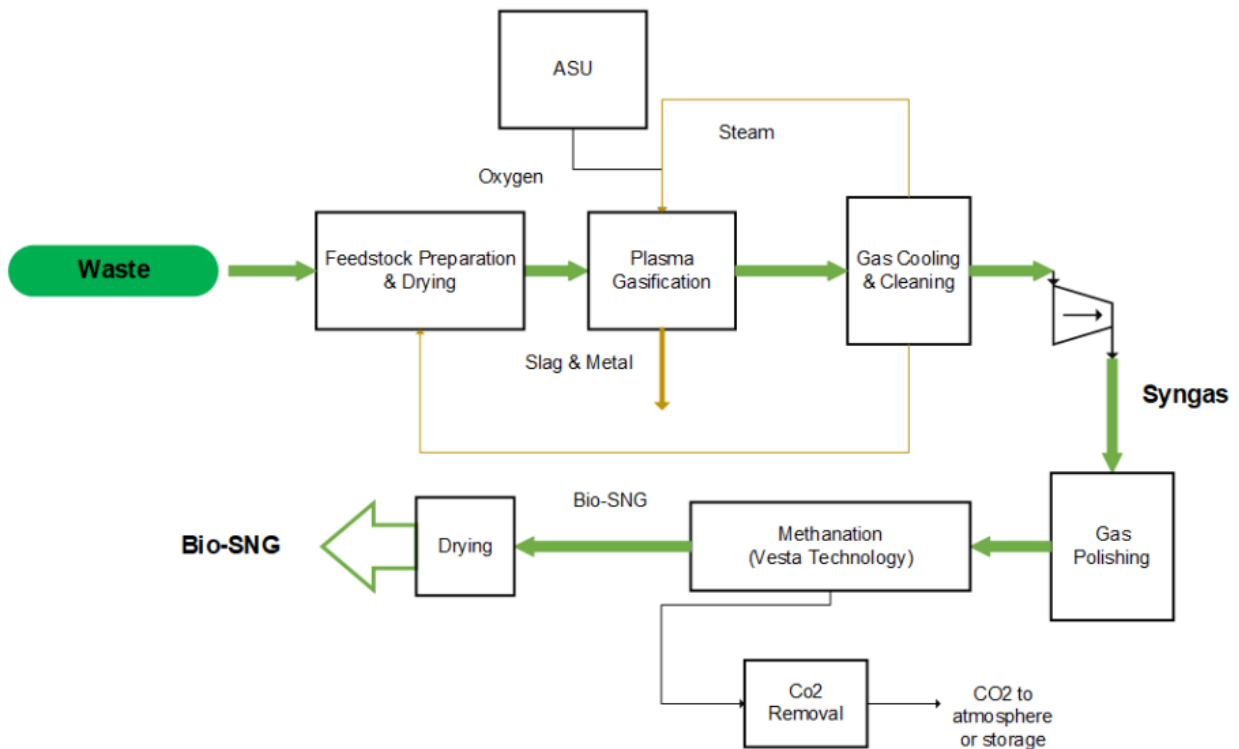 ASU
Steam
Oxygen
Waste
Feedstock Preparation
& Drying
Plasma
Gasification
Gas Cooling
& Cleaning
Slag & Metal
Syngas
Bio-SNG
Bio-SNG
Drying
Methanation
(Vesta Technology)
Gas
Polishing
Co2
Removal
CO2 to
atmosphere
or storage